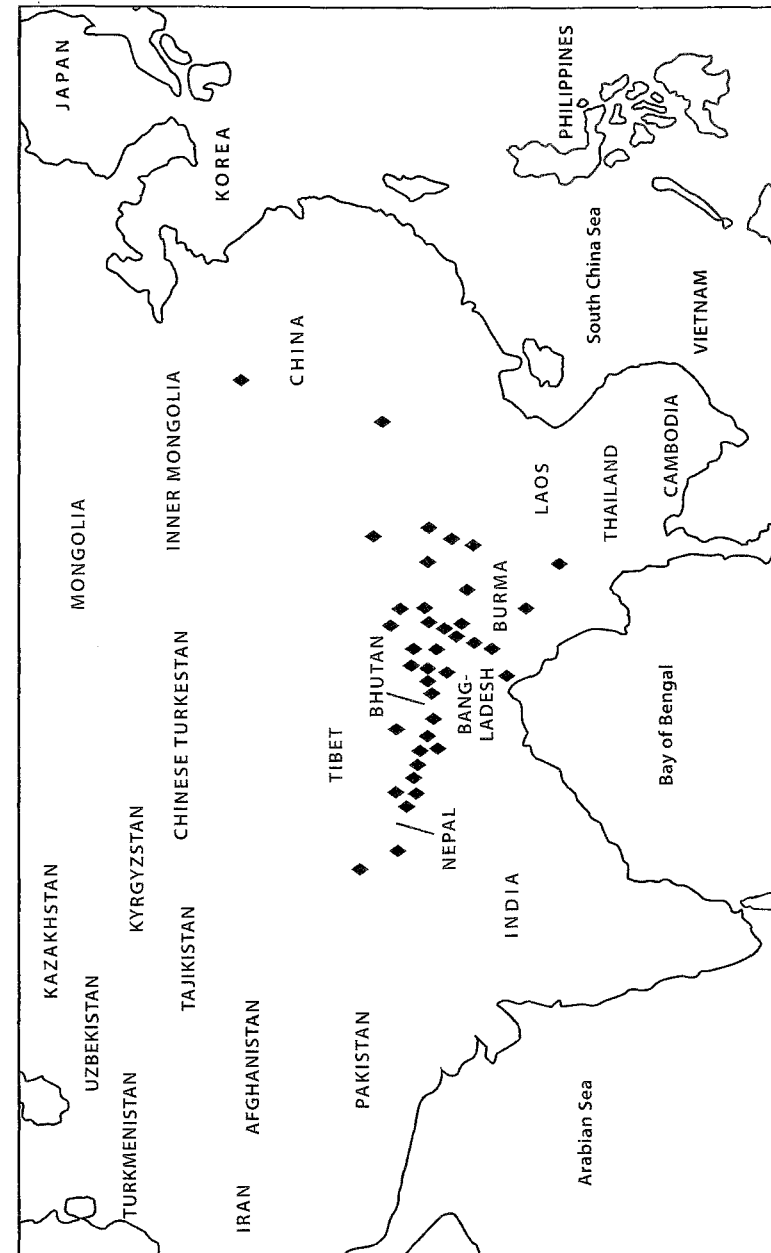 KAZAKHSTAN
MONGOLIA
JAPAN
UZBEKISTAN
TURKMENISTAN
KYRGYZSTAN
TAJIKISTAN
CHINESE TURKESTAN
INNER MONGOLIA
KOREA
IRAN
AFGHANISTAN
CHINA
PAKISTAN
TIBET
BHUTAN
NEPAL
BANG-
LADESH
BURMA
INDIA
LAOS
THAILAND
CAMBODIA
VIETNAM
South China Sea
PHILIPPINES
Arabian Sea
Bay of Bengal